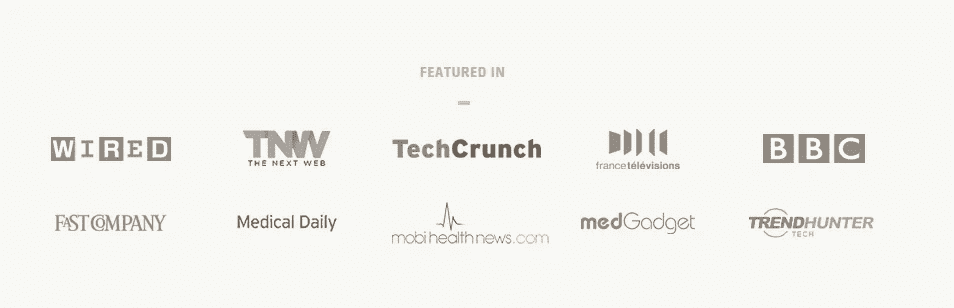 FEATURED IN
WIRED
TNW
THE NEXT WEB
TechCrunch
francetélévisions
BBC
FAST COMPANY
Medical Daily
mobihealthnews.com
medGadget
TRENDHUNTER
TECH